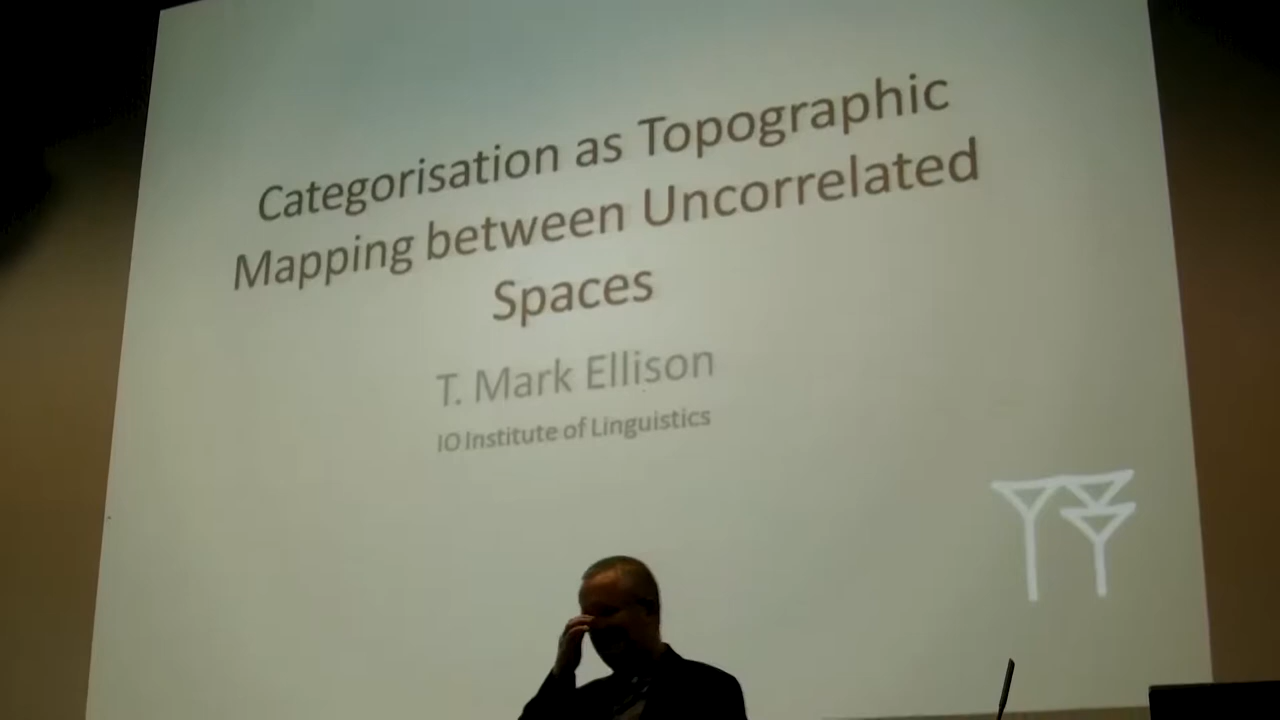 Categorisation as Topographic
Mapping between Uncorrelated
Spaces
T. Mark Ellison
IO Institute of Linguistics